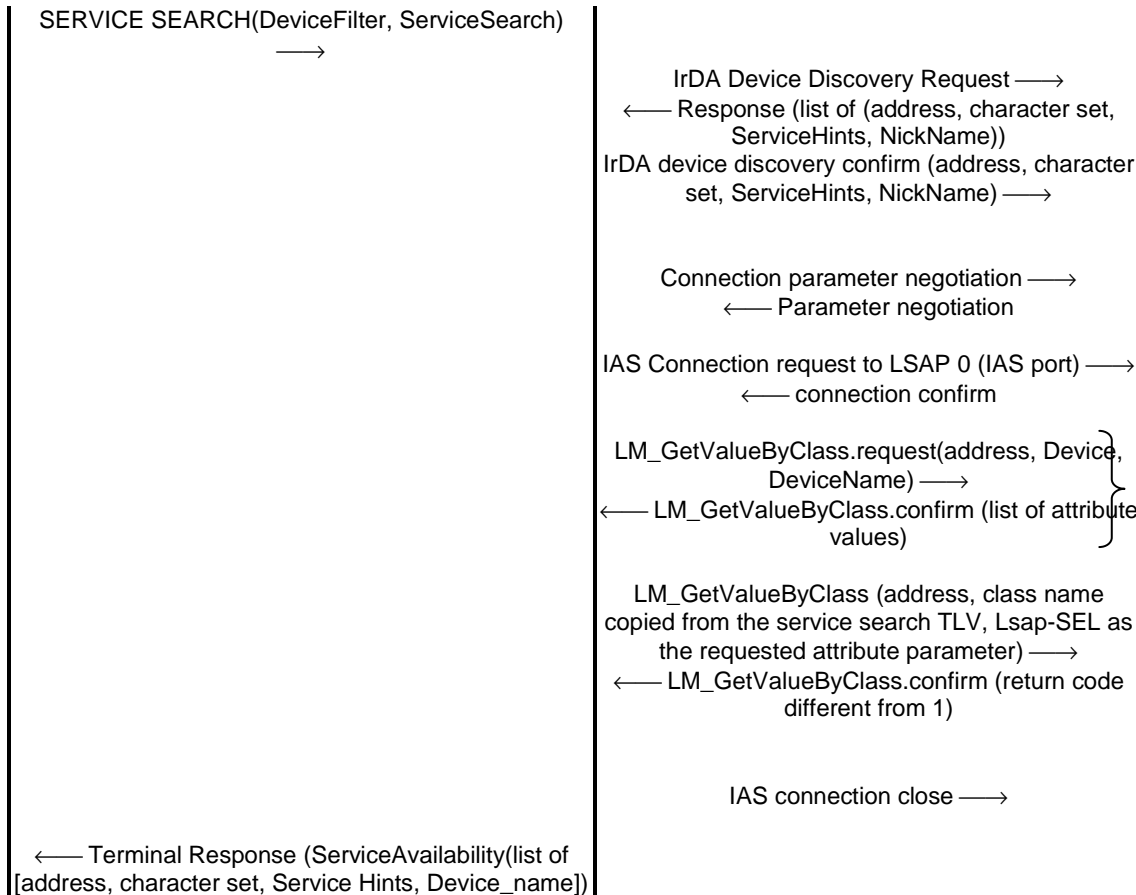 SERVICE SEARCH(DeviceFilter, ServiceSearch)
⟶
IrDA Device Discovery Request ⟶
⟵ Response (list of (address, character set,
ServiceHints, NickName))
IrDA device discovery confirm (address, character
set, ServiceHints, NickName) ⟶
Connection parameter negotiation ⟶
⟵ Parameter negotiation
IAS Connection request to LSAP 0 (IAS port) ⟶
⟵ connection confirm
LM_GetValueByClass.request(address, Device,
DeviceName) ⟶
⟵ LM_GetValueByClass.confirm (list of attribute
values)
LM_GetValueByClass (address, class name
copied from the service search TLV, Lsap-SEL as
the requested attribute parameter) ⟶
⟵ LM_GetValueByClass.confirm (return code
different from 1)
IAS connection close ⟶
⟵ Terminal Response (ServiceAvailability(list of
[address, character set, Service Hints, Device_name])